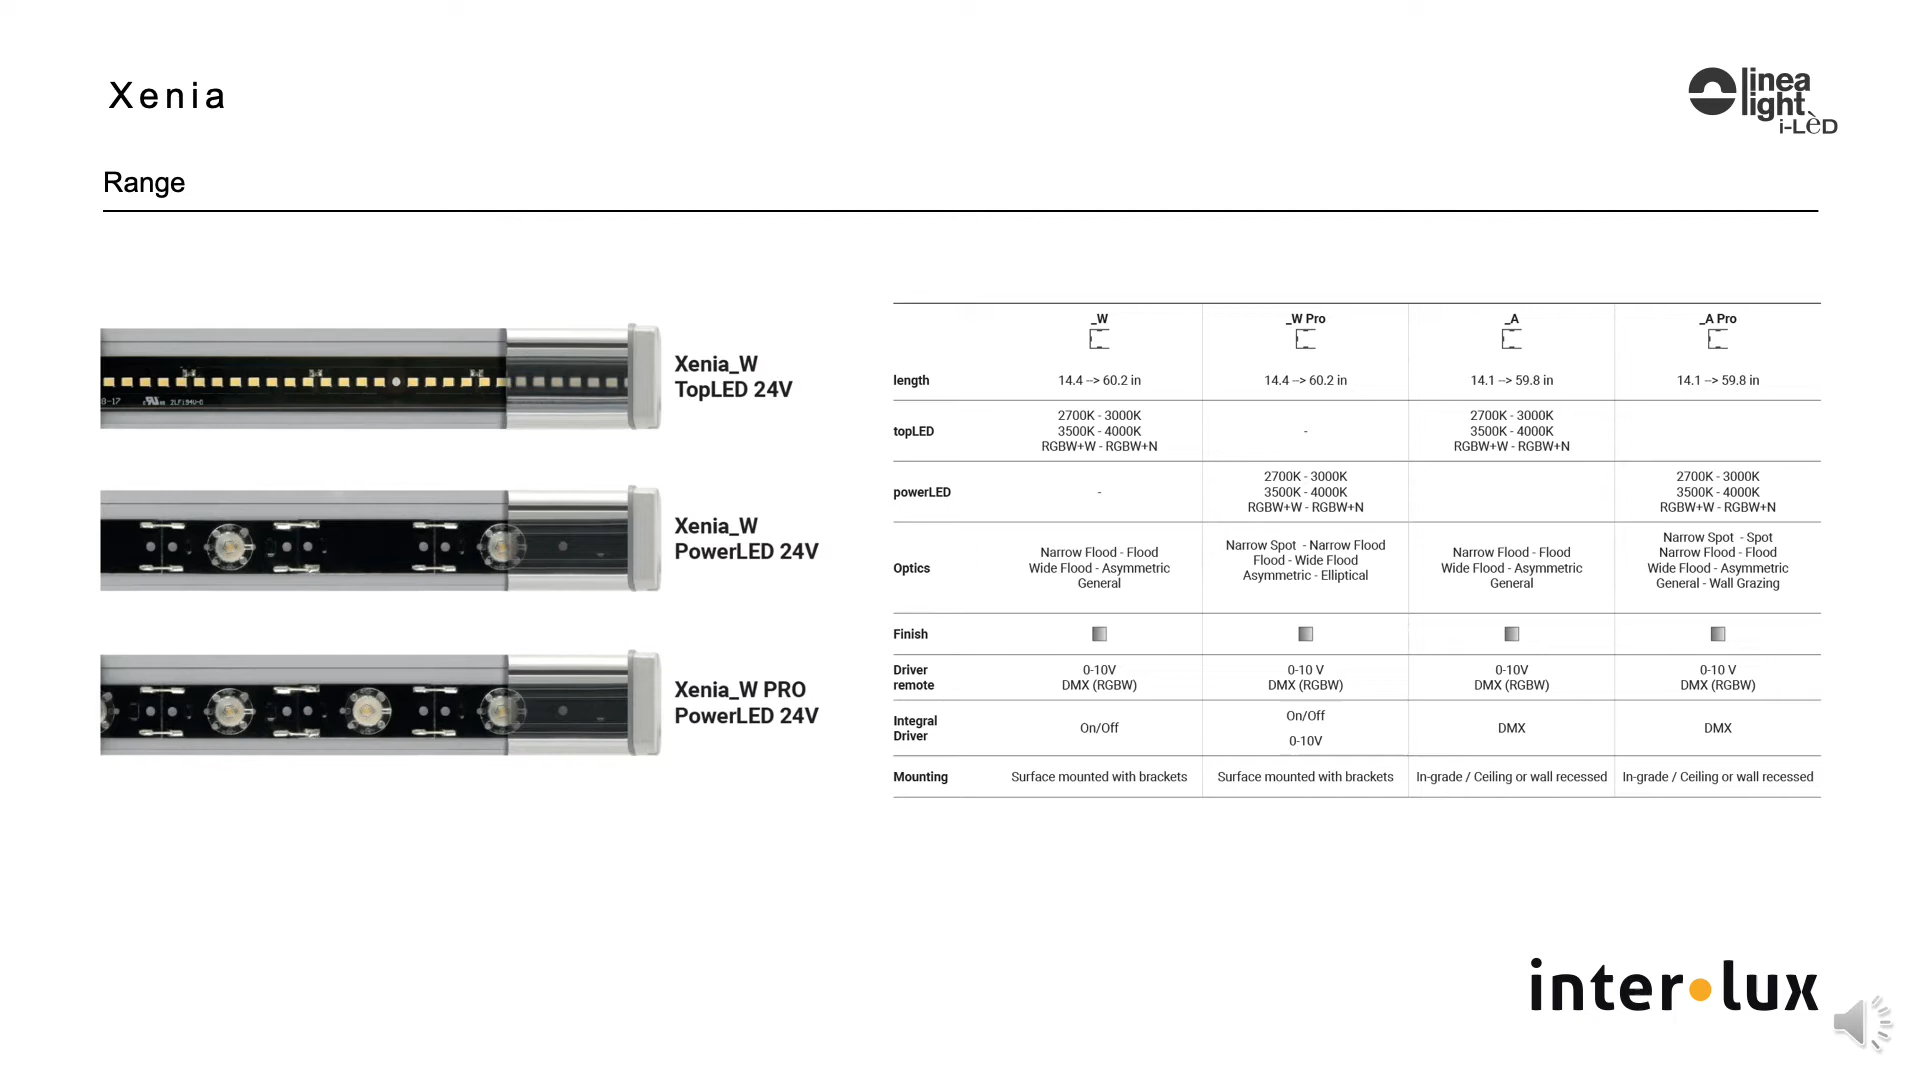 Xenia
linea
light
i-LèD
Range
Xenia_W
TopLED 24V
Xenia_W
PowerLED 24V
Xenia_W PRO
PowerLED 24V
_W _W Pro _A _A Pro
length 14.4 --> 60.2 in 14.4 --> 60.2 in 14.1 --> 59.8 in 14.1 --> 59.8 in
topLED
2700K - 3000K
3500K - 4000K
RGBW+W - RGBW+N
-
2700K - 3000K
3500K - 4000K
RGBW+W - RGBW+N
powerLED
-
2700K - 3000K
3500K - 4000K
RGBW+W - RGBW+N
2700K - 3000K
3500K - 4000K
RGBW+W - RGBW+N
Optics
Narrow Flood - Flood
Wide Flood - Asymmetric
General
Narrow Spot - Narrow Flood
Flood - Wide Flood
Asymmetric - Elliptical
Narrow Flood - Flood
Wide Flood - Asymmetric
General
Narrow Spot - Spot
Narrow Flood - Flood
Wide Flood - Asymmetric
General - Wall Grazing
Finish
Driver
remote
0-10V
DMX (RGBW)
0-10 V
DMX (RGBW)
0-10V
DMX (RGBW)
0-10 V
DMX (RGBW)
Integral
Driver
On/Off
On/Off
0-10V
DMX
DMX
Mounting Surface mounted with brackets Surface mounted with brackets In-grade / Ceiling or wall recessed In-grade / Ceiling or wall recessed
inter•lux